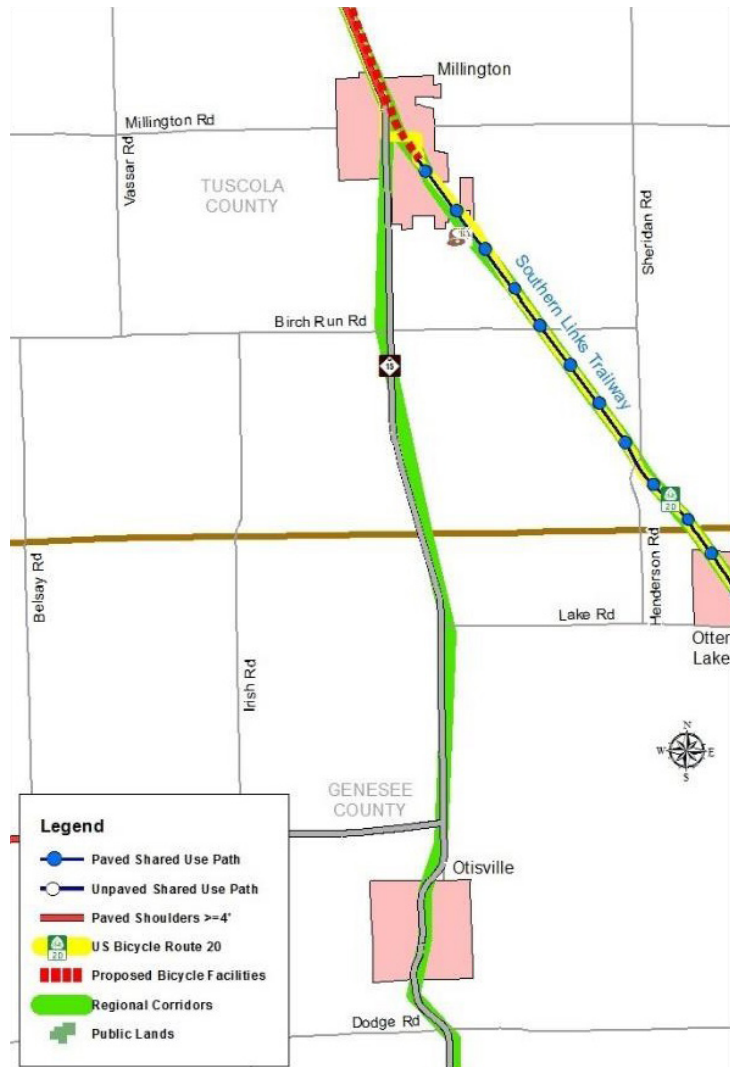 Millington
Millington Rd
Vassar Rd
TUSCOLA
COUNTY
Sheridan Rd
Southern Links Trailway
Birch Run Rd
15
20
Belsay Rd
Irish Rd
Henderson Rd
Lake Rd
Otter
Lake
N
W
E
S
GENESEE
COUNTY
Otisville
Dodge Rd
Legend
Paved Shared Use Path
Unpaved Shared Use Path
Paved Shoulders >=4'
20
US Bicycle Route 20
Proposed Bicycle Facilities
Regional Corridors
Public Lands